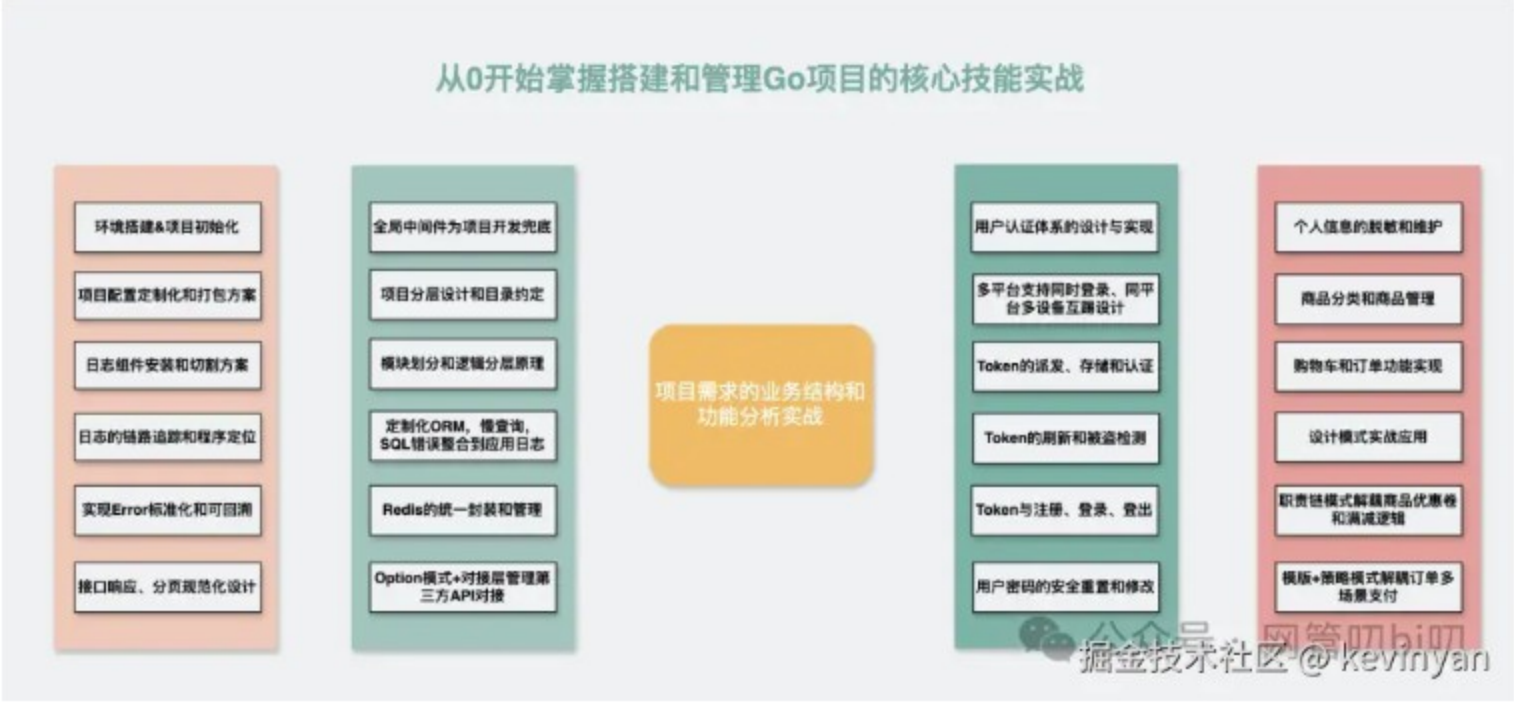 从0开始掌握搭建和管理Go项目的核心技能实战
环境搭建&项目初始化
项目配置定制化和打包方案
日志组件安装和切割方案
日志的链路追踪和程序定位
实现Error标准化和可回溯
接口响应、分页规范化设计
全局中间件为项目开发兜底
项目分层设计和目录约定
模块划分和逻辑分层原理
定制化ORM，慢查询，
SQL错误整合到应用日志
Redis的统一封装和管理
Option模式+对接层管理第
三方API对接
项目需求的业务结构和
功能分析实战
用户认证体系的设计与实现
多平台支持同时登录、同平
台多设备互踢设计
Token的派发、存储和认证
Token的刷新和被盗检测
Token与注册、登录、登出
用户密码的安全重置和修改
个人信息的脱敏和维护
商品分类和商品管理
购物车和订单功能实现
设计模式实战应用
职责链模式解耦商品优惠卷
和满减逻辑
模版+策略模式解耦订单多
场景支付
公众号·网管叨bi叨
掘金技术社区 @ kevinyan